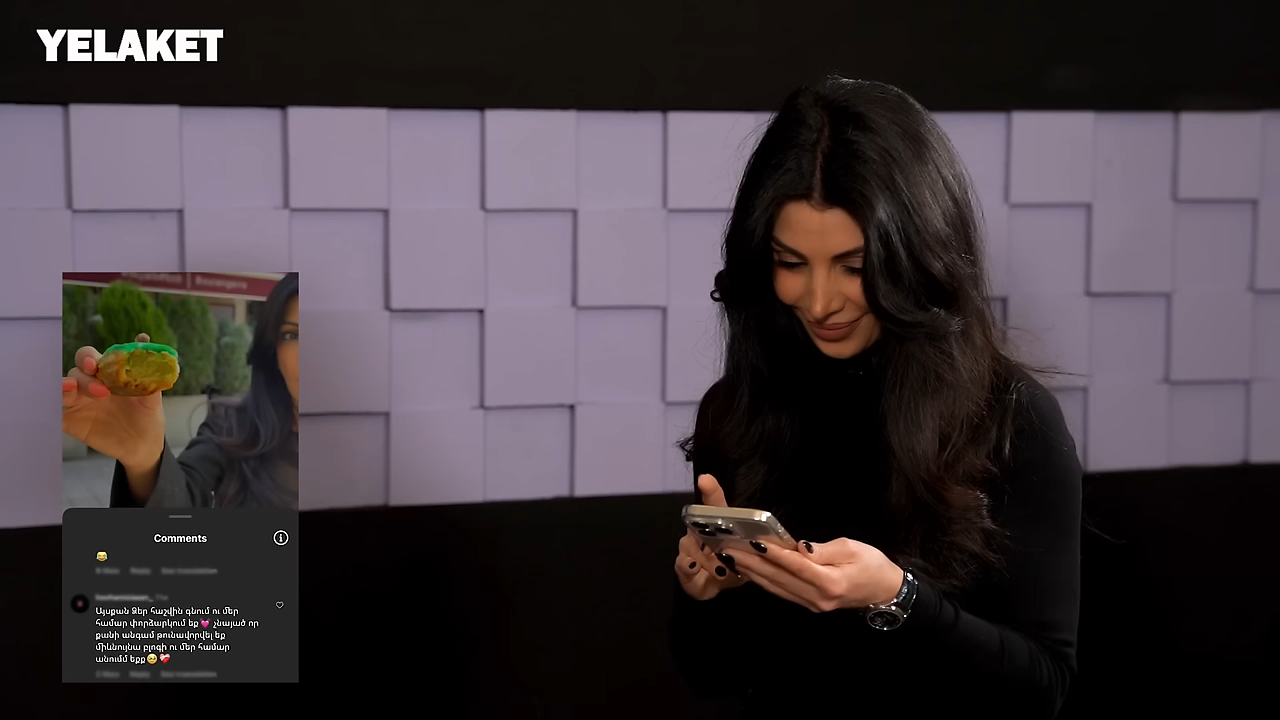 YELAKET
Comments
Այսքան Ձեր հաշվին գնում ու մեր
համար փորձարկում եք💗 չնայած որ
քանի անգամ թունավորվել եք
միևնույնա բլոգի ու մեր համար
անումմ եքք🥹❤️‍🩹